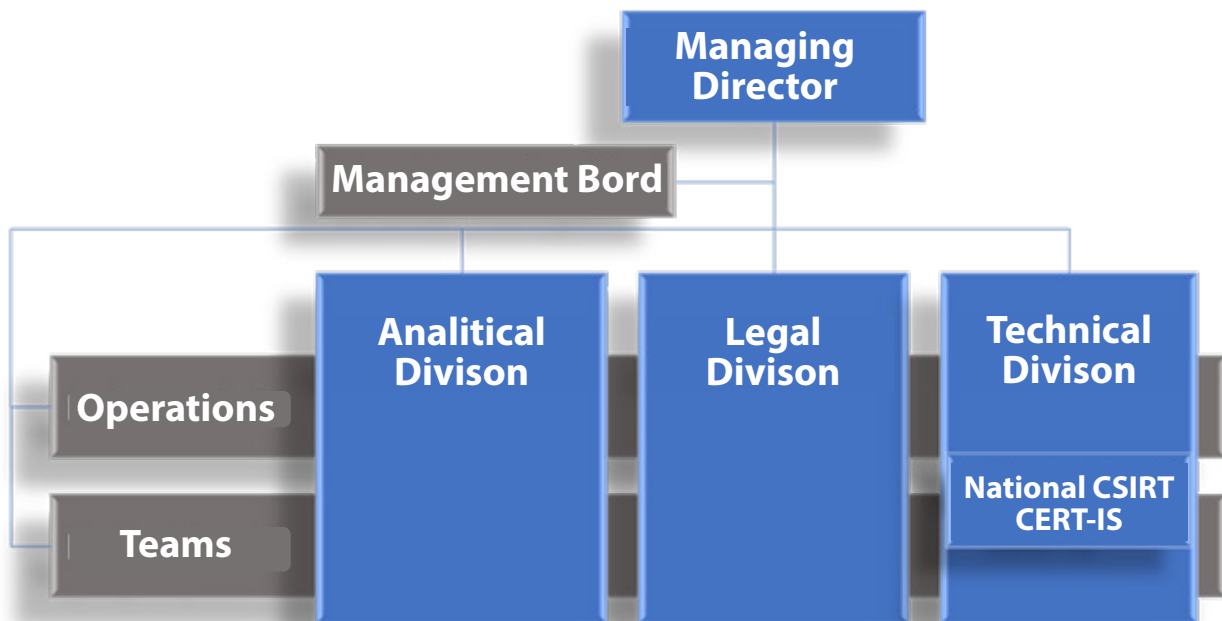 Managing
Director
Management Bord
Analitical
Divison
Legal
Divison
Technical
Divison
Operations
National CSIRT
CERT-IS
Teams